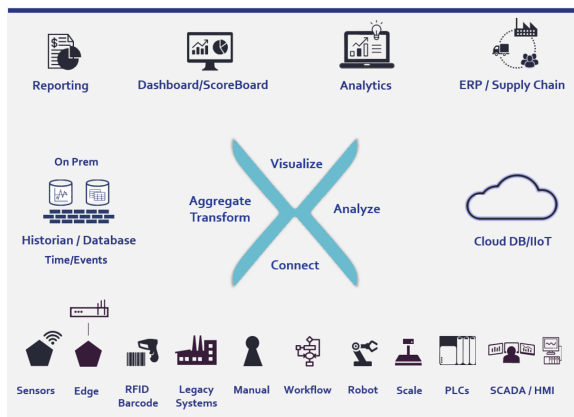 Reporting
Dashboard/ScoreBoard
Analytics
ERP / Supply Chain
On Prem
Historian / Database
Time/Events
Visualize
Aggregate
Transform
Analyze
Connect
Cloud DB/IIoT
Sensors
Edge
RFID
Barcode
Legacy
Systems
Manual
Workflow
Robot
Scale
PLCs
SCADA / HMI